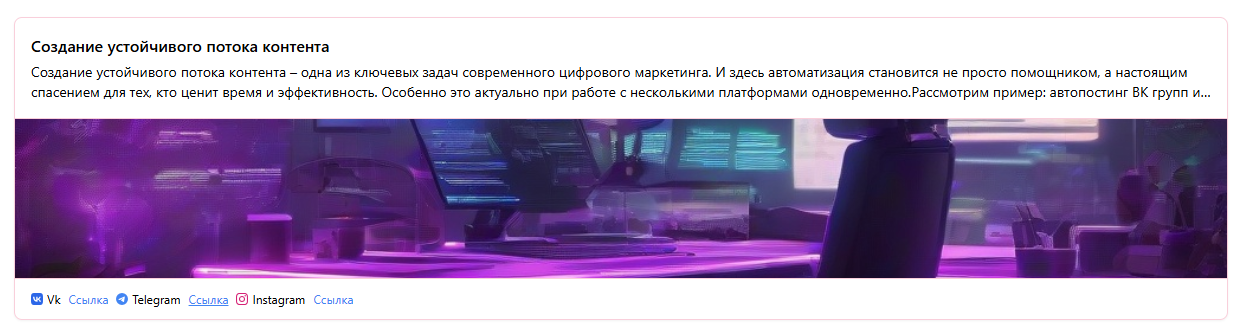 Создание устойчивого потока контента
Создание устойчивого потока контента – одна из ключевых задач современного цифрового маркетинга. И здесь автоматизация становится не просто помощником, а настоящим
спасением для тех, кто ценит время и эффективность. Особенно это актуально при работе с несколькими платформами одновременно.Рассмотрим пример: автопостинг ВК групп и...
Vk Ссылка Telegram Ссылка Instagram Ссылка